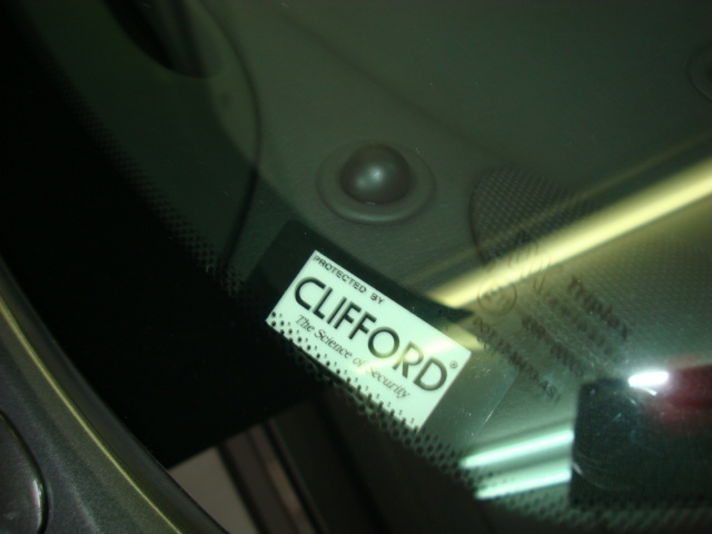 PROTECTED BY
CLIFFORD®
The Science of Security
Triplex